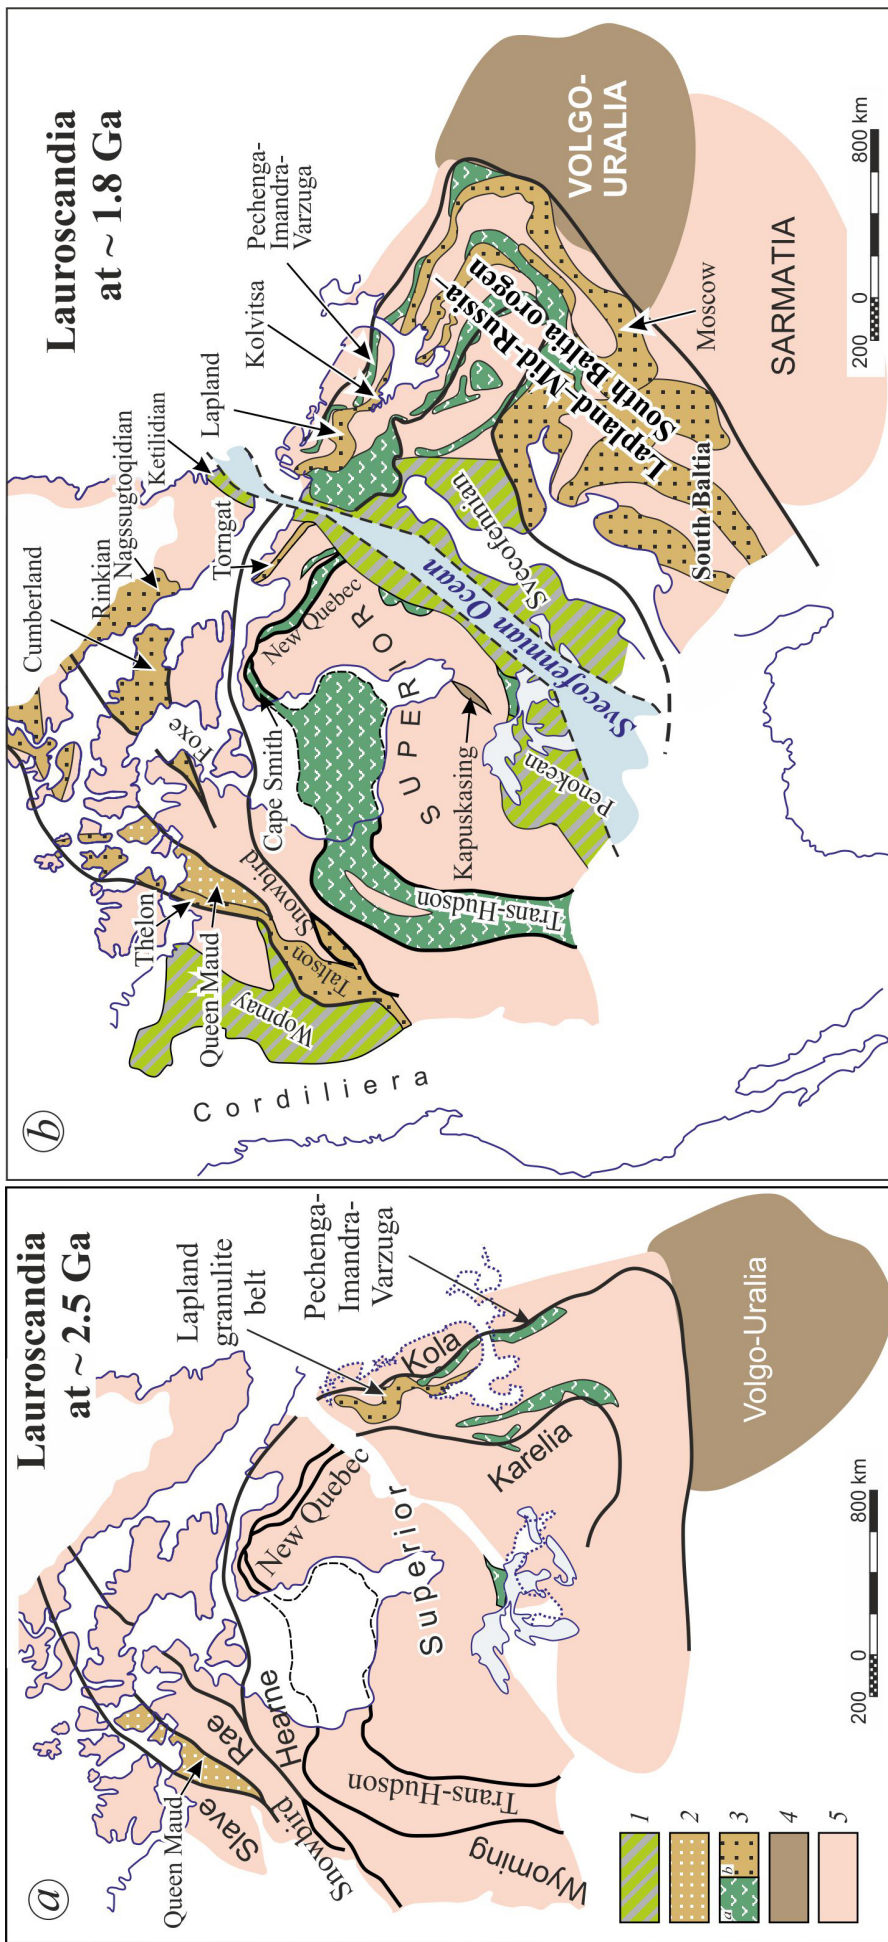 a
Lauroscandia
at ~ 2.5 Ga
Lapland
granulite
belt
Pechenga-
Imandra-
Varzuga
Queen Maud
Slave
Rae
Snowbird
Hearne
New Quebec
Kola
Superior
Karelia
Trans-Hudson
Wyoming
Volgo-Uralia
200 0 800 km
1
2
a b 3
4
5
b
Lauroscandia
at ~ 1.8 Ga
Cordiliera
Wopmay
Thelon
Queen Maud
Taltson
Snowbird
Foxe
Cumberland
Rinkian
Nagssugtoqidian
Ketilidian
Torngat
Lapland
Kolvitsa
Pechenga-
Imandra-
Varzuga
Cape Smith
New Quebec
SUPERIOR
Kapuskasing
Trans-Hudson
Penokean
Svecofennian Ocean
Svecofennian
Lapland–Mid-Russia–
South Baltia orogen
South Baltia
Moscow
VOLGO-
URALIA
SARMATIA
200 0 800 km